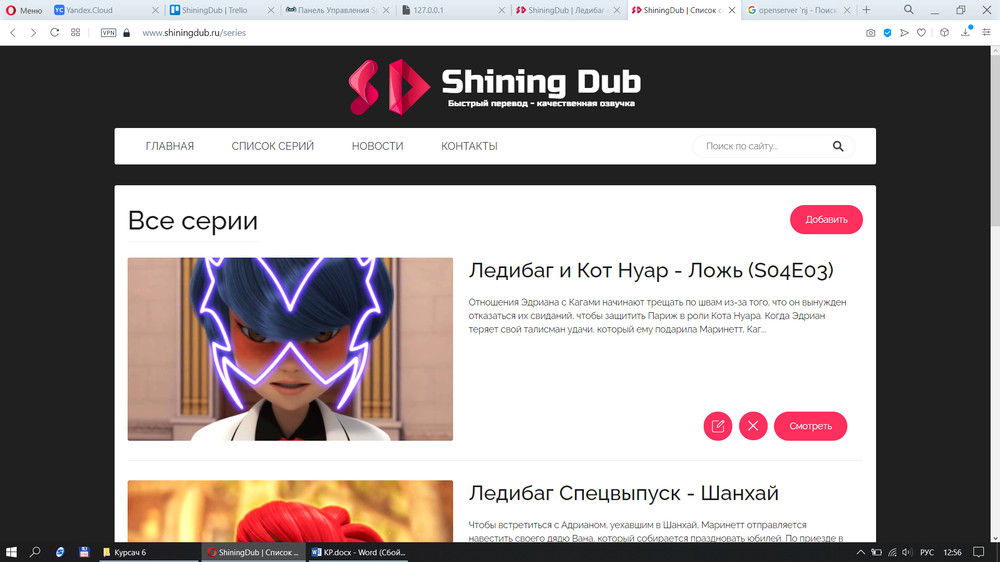 Меню
Yandex.Cloud
ShiningDub | Trello
Панель Управления Sp
127.0.0.1
ShiningDub | Ледибаг и
ShiningDub | Список се
openserver 'nj - Поиск
VPN
www.shiningdub.ru/series
Shining Dub
Быстрый перевод - качественная озвучка
ГЛАВНАЯ
СПИСОК СЕРИЙ
НОВОСТИ
КОНТАКТЫ
Поиск по сайту...
Все серии
Добавить
Ледибаг и Кот Нуар - Ложь (S04E03)
Отношения Эдриана с Кагами начинают трещать по швам из-за того, что он вынужден
отказаться их свиданий, чтобы защитить Париж в роли Кота Нуара. Когда Эдриан
теряет свой талисман удачи, который ему подарила Маринетт, Каг...
Смотреть
Ледибаг Спецвыпуск - Шанхай
Чтобы встретиться с Адрианом, уехавшим в Шанхай, Маринетт отправляется
навестить своего дядю Вана, который собирается праздновать юбилей. По приезде в
Курсач 6
ShiningDub | Список ...
KP.docx - Word (Сбой...
РУС
12:56